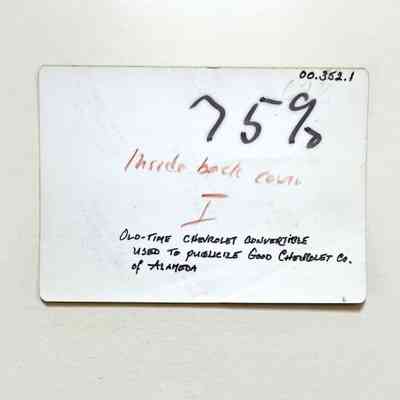 00.352.1
75%
Inside back cover
I
OLD-TIME CHEVROLET CONVERTIBLE
USED TO PUBLICIZE GOOD CHEVROLET CO.
of ALAMEDA